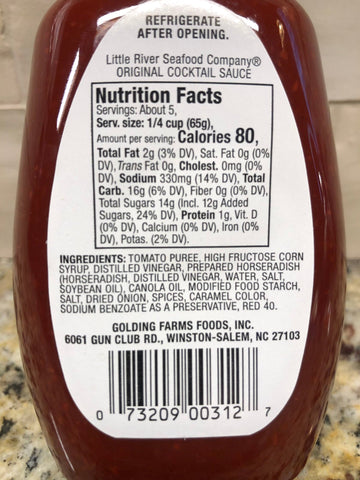 REFRIGERATE
AFTER OPENING.
Little River Seafood Company®
ORIGINAL COCKTAIL SAUCE
Nutrition Facts
Servings: About 5,
Serv. size: 1/4 cup (65g),
Amount per serving: Calories 80,
Total Fat 2g (3% DV), Sat. Fat 0g (0%
DV), Trans Fat 0g, Cholest. 0mg (0%
DV), Sodium 330mg (14% DV), Total
Carb. 16g (6% DV), Fiber 0g (0% DV),
Total Sugars 14g (Incl. 12g Added
Sugars, 24% DV), Protein 1g, Vit. D
(0% DV), Calcium (0% DV), Iron (0%
DV), Potas. (2% DV).
INGREDIENTS: TOMATO PUREE, HIGH FRUCTOSE CORN
SYRUP, DISTILLED VINEGAR, PREPARED HORSERADISH
(HORSERADISH, DISTILLED VINEGAR, WATER, SALT,
SOYBEAN OIL), CANOLA OIL, MODIFIED FOOD STARCH,
SALT, DRIED ONION, SPICES, CARAMEL COLOR,
SODIUM BENZOATE AS A PRESERVATIVE, RED 40.
GOLDING FARMS FOODS, INC.
6061 GUN CLUB RD., WINSTON-SALEM, NC 27103
0 73209 00312 7